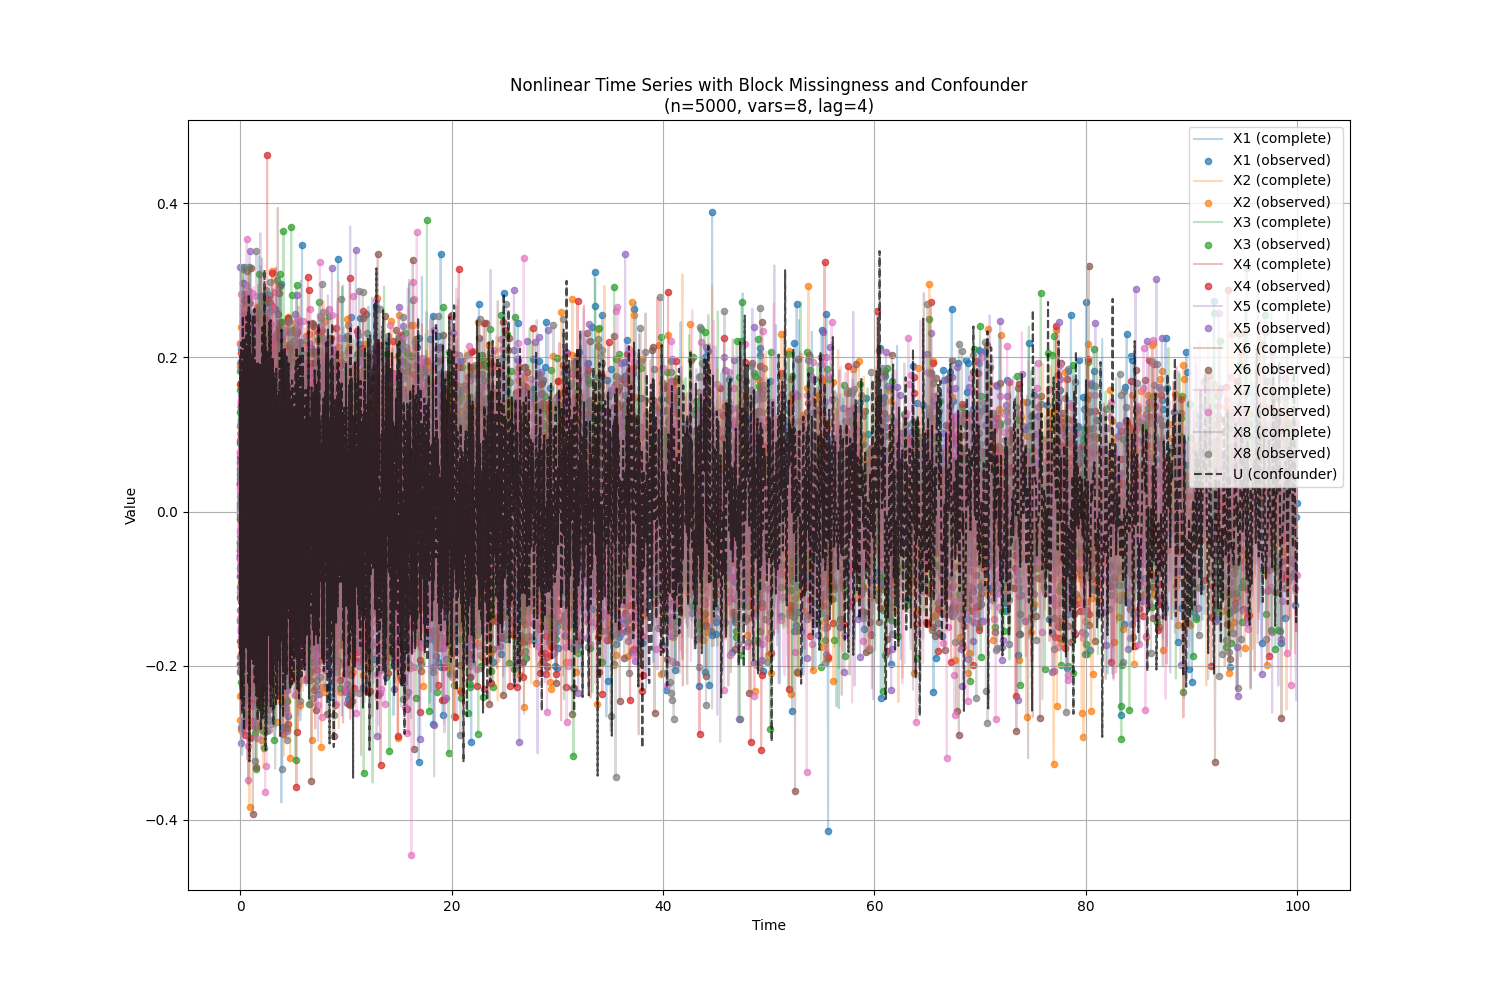 Nonlinear Time Series with Block Missingness and Confounder
(n=5000, vars=8, lag=4)
X1 (complete)
X1 (observed)
X2 (complete)
X2 (observed)
X3 (complete)
X3 (observed)
X4 (complete)
X4 (observed)
X5 (complete)
X5 (observed)
X6 (complete)
X6 (observed)
X7 (complete)
X7 (observed)
X8 (complete)
X8 (observed)
U (confounder)
Value
0.4
0.2
0.0
−0.2
−0.4
0 20 40 60 80 100
Time